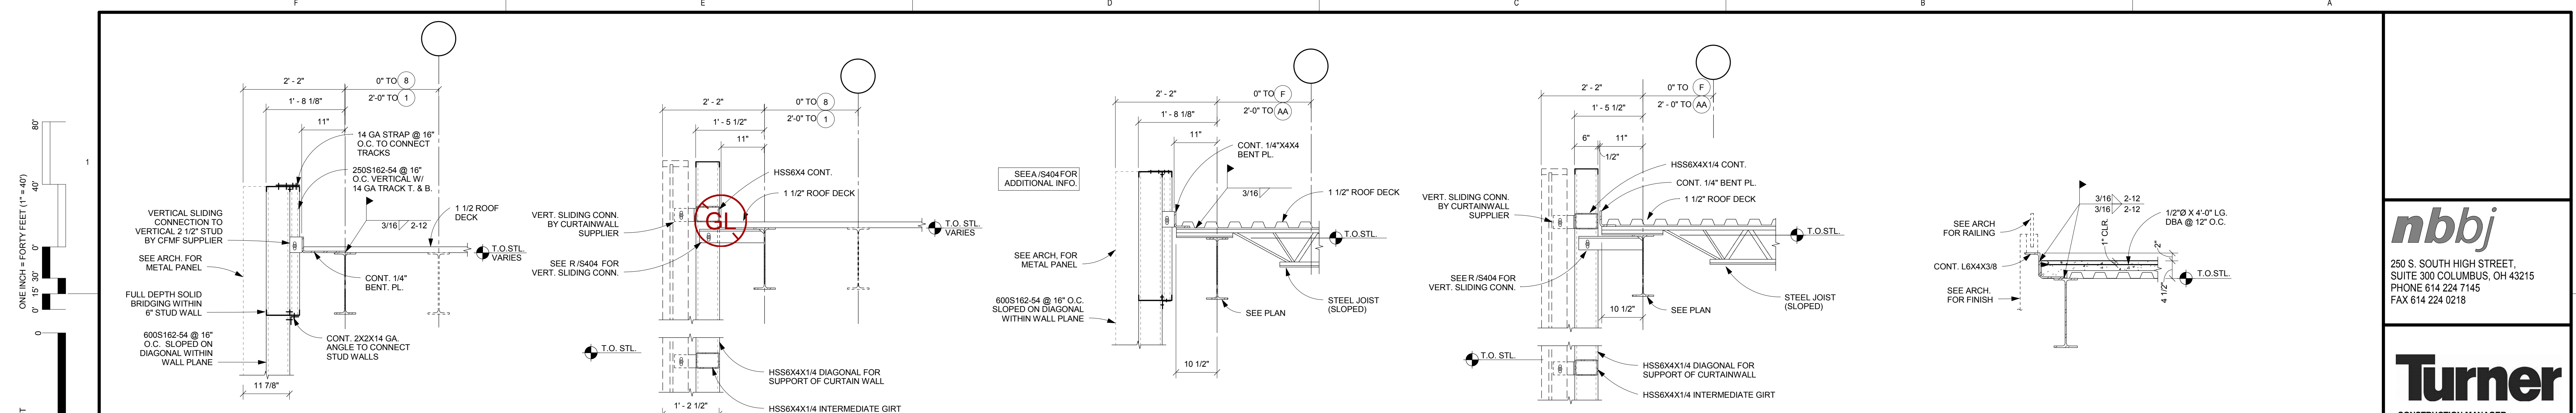 F
E
D
C
B
A
1
80'
40'
0'
30'
15'
0'
0
ONE INCH = FORTY FEET (1" = 40')
2' - 2"
0" TO 8
2'-0" TO 1
1' - 8 1/8"
11"
14 GA STRAP @ 16"
O.C. TO CONNECT
TRACKS
250S162-54 @ 16"
O.C. VERTICAL W/
14 GA TRACK T. & B.
3/16 2-12
1 1/2 ROOF
DECK
VERTICAL SLIDING
CONNECTION TO
VERTICAL 2 1/2" STUD
BY CFMF SUPPLIER
T.O.STL.
VARIES
SEE ARCH. FOR
METAL PANEL
CONT. 1/4"
BENT. PL.
FULL DEPTH SOLID
BRIDGING WITHIN
6" STUD WALL
600S162-54 @ 16"
O.C. SLOPED ON
DIAGONAL WITHIN
WALL PLANE
CONT. 2X2X14 GA.
ANGLE TO CONNECT
STUD WALLS
11 7/8"
2' - 2"
0" TO 8
2'-0" TO 1
1' - 5 1/2"
11"
HSS6X4 CONT.
1 1/2" ROOF DECK
GL
VERT. SLIDING CONN.
BY CURTAINWALL
SUPPLIER
T.O. STL.
VARIES
SEE R /S404 FOR
VERT. SLIDING CONN.
T.O. STL.
HSS6X4X1/4 DIAGONAL FOR
SUPPORT OF CURTAIN WALL
HSS6X4X1/4 INTERMEDIATE GIRT
1' - 2 1/2"
2' - 2"
0" TO F
2'-0" TO AA
1' - 8 1/8"
11"
CONT. 1/4"X4X4
BENT PL.
SEE A /S404 FOR
ADDITIONAL INFO.
3/16
1 1/2" ROOF DECK
T.O.STL.
SEE ARCH, FOR
METAL PANEL
600S162-54 @ 16" O.C.
SLOPED ON DIAGONAL
WITHIN WALL PLANE
STEEL JOIST
(SLOPED)
SEE PLAN
10 1/2"
2' - 2"
0" TO F
2' - 0" TO AA
1' - 5 1/2"
6"
11"
1/2"
HSS6X4X1/4 CONT.
CONT. 1/4" BENT PL.
1 1/2" ROOF DECK
VERT. SLIDING CONN.
BY CURTAINWALL
SUPPLIER
T.O.STL.
SEE R /S404 FOR
VERT. SLIDING CONN.
STEEL JOIST
(SLOPED)
SEE PLAN
10 1/2"
T.O. STL.
HSS6X4X1/4 DIAGONAL FOR
SUPPORT OF CURTAINWALL
HSS6X4X1/4 INTERMEDIATE GIRT
3/16 2-12
3/16 2-12
1/2"Ø X 4'-0" LG.
DBA @ 12" O.C.
SEE ARCH
FOR RAILING
1" CLR.
2"
CONT. L6X4X3/8
T.O.STL.
4 1/2"
SEE ARCH.
FOR FINISH
nbbj
250 S. SOUTH HIGH STREET,
SUITE 300 COLUMBUS, OH 43215
PHONE 614 224 7145
FAX 614 224 0218
Turner